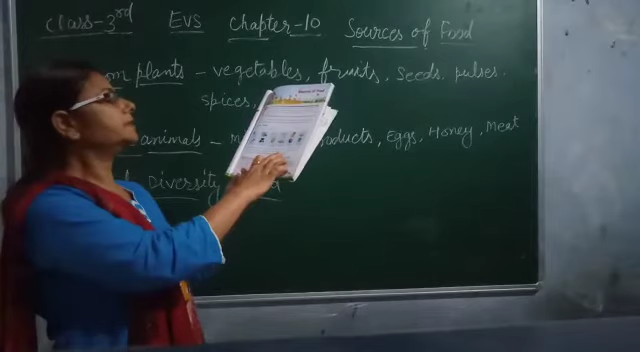 Class-3rd EVS Chapter-10 Sources of Food
plants - vegetables, fruits, seeds, pulses.
spices,
animals - Eggs, Honey, Meat
Diversity